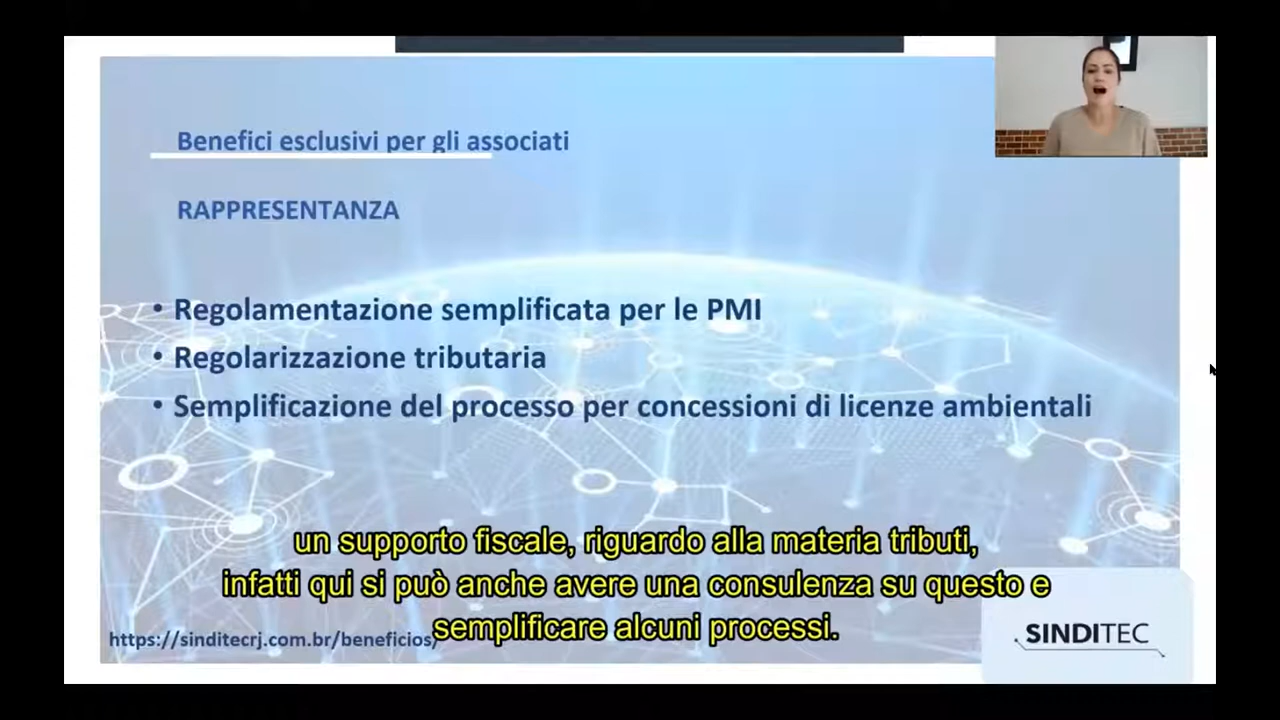 Benefici esclusivi per gli associati
RAPPRESENTANZA
• Regolamentazione semplificata per le PMI
• Regolarizzazione tributaria
• Semplificazione del processo per concessioni di licenze ambientali
un supporto fiscale, riguardo alla materia tributi,
infatti qui si può anche avere una consulenza su questo e
semplificare alcuni processi.
https://sinditecrj.com.br/beneficios/
SINDITEC